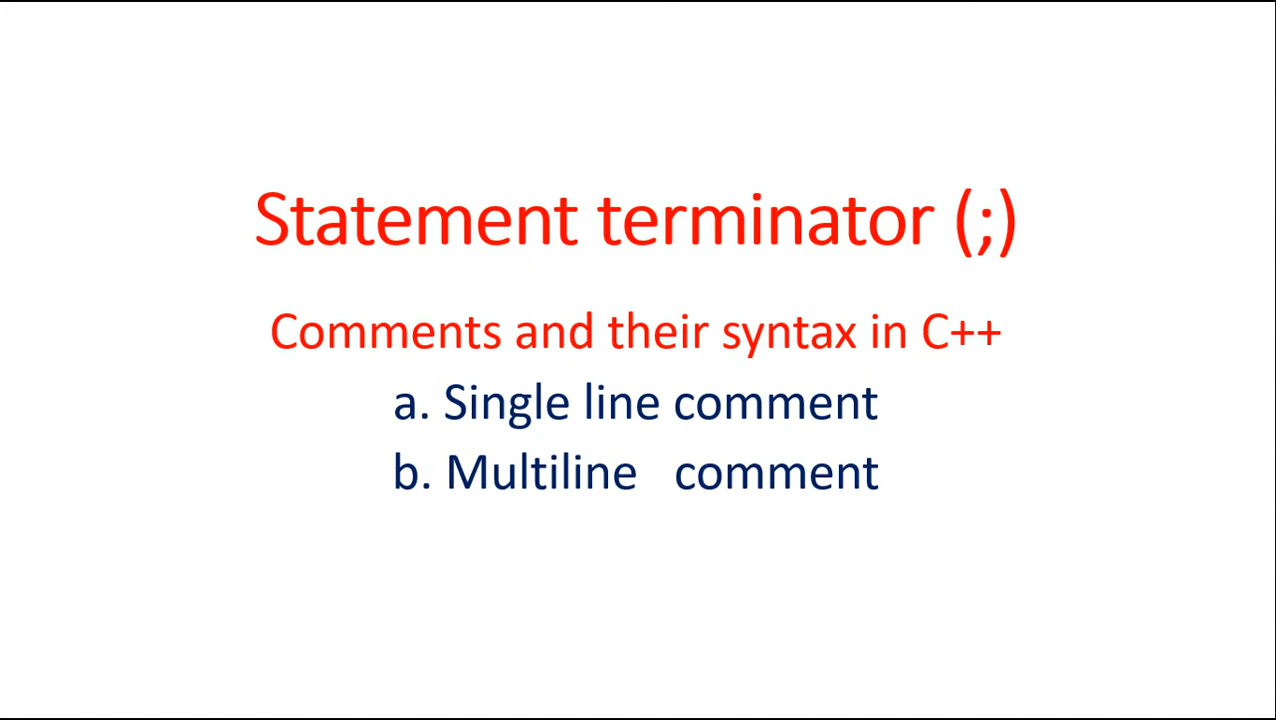 Statement terminator (;)
Comments and their syntax in C++
a. Single line comment
b. Multiline comment